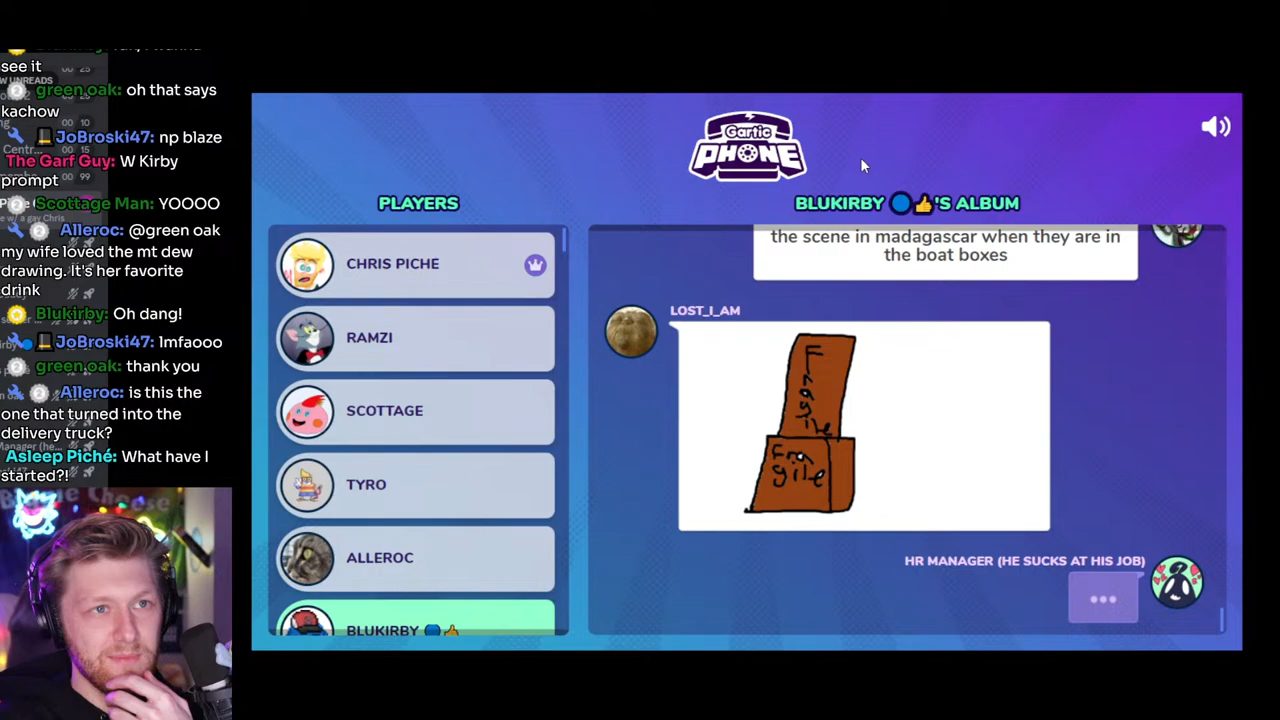 see it
green oak: oh that says
kachow
JoBroski47: np blaze
The Garf Guy: W Kirby
prompt
Scottage Man: YOOOO
Alleroc: @green oak
my wife loved the mt dew
drawing. It's her favorite
drink
Blukirby: Oh dang!
JoBroski47: lmfaooo
green oak: thank you
Alleroc: is this the
one that turned into the
delivery truck?
Asleep Piché: What have I
started?!
Gartic
PHONE
PLAYERS
CHRIS PICHE
RAMZI
SCOTTAGE
TYRO
ALLEROC
BLUKIRBY 🔵👍
BLUKIRBY 🔵👍'S ALBUM
the scene in madagascar when they are in
the boat boxes
LOST_I_AM
Fragile
Fra
gile
HR MANAGER (HE SUCKS AT HIS JOB)
...